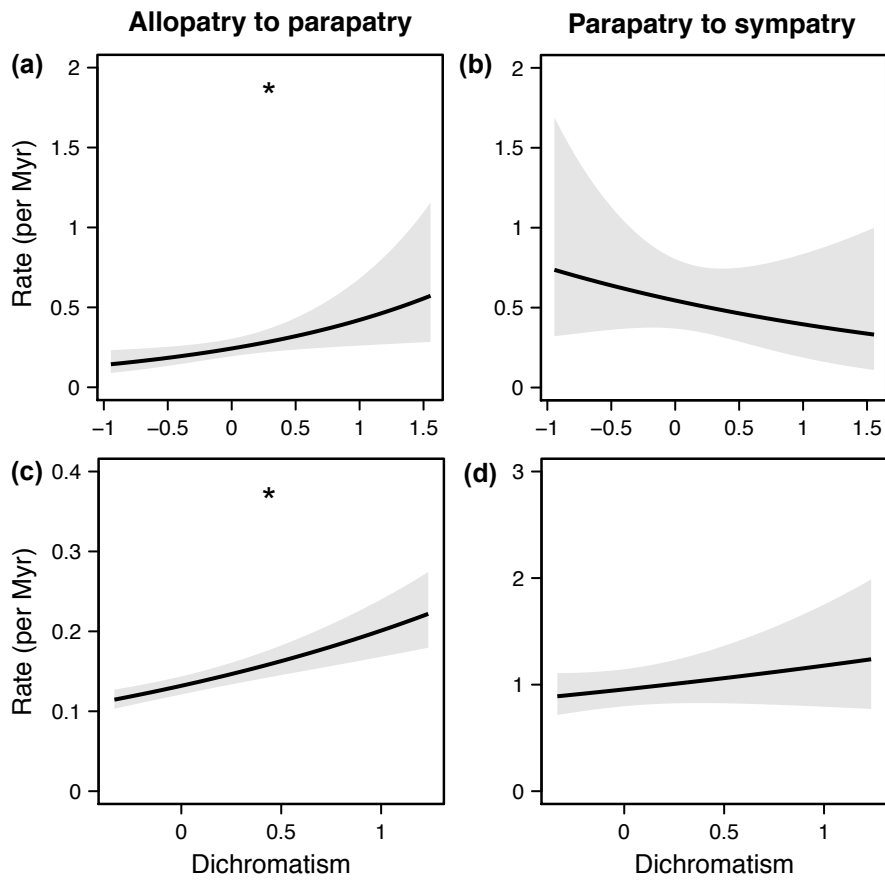 Allopatry to parapatry
Parapatry to sympatry
(a)
*
Rate (per Myr)
2
1.5
1
0.5
0
−1 −0.5 0 0.5 1 1.5
(b)
2
1.5
1
0.5
0
−1 −0.5 0 0.5 1 1.5
(c)
*
Rate (per Myr)
0.4
0.3
0.2
0.1
0
0 0.5 1
Dichromatism
(d)
3
2
1
0
0 0.5 1
Dichromatism